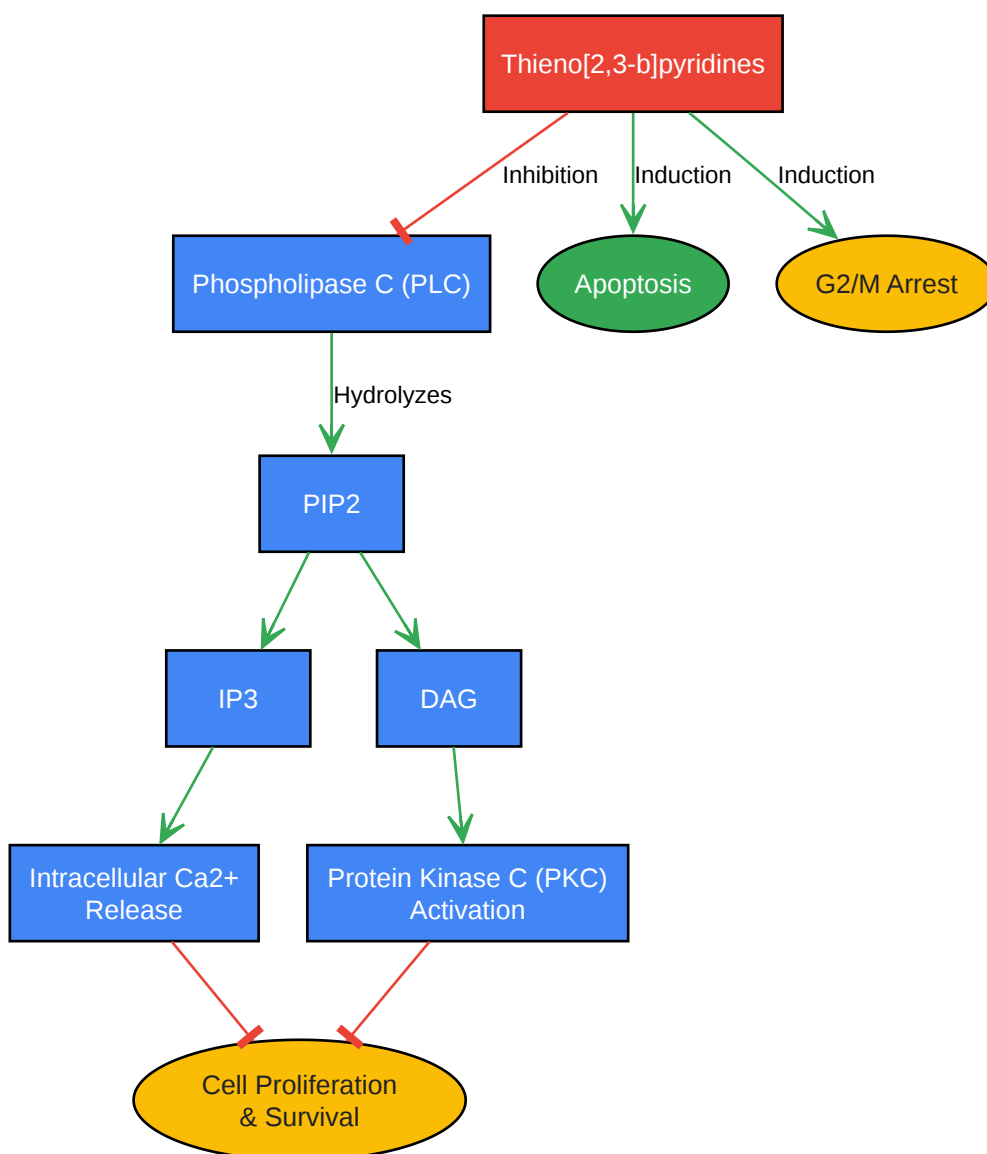 Thieno[2,3-b]pyridines
Inhibition
Induction
Induction
Phospholipase C (PLC)
Apoptosis
G2/M Arrest
Hydrolyzes
PIP2
IP3
DAG
Intracellular Ca2+
Release
Protein Kinase C (PKC)
Activation
Cell Proliferation
& Survival